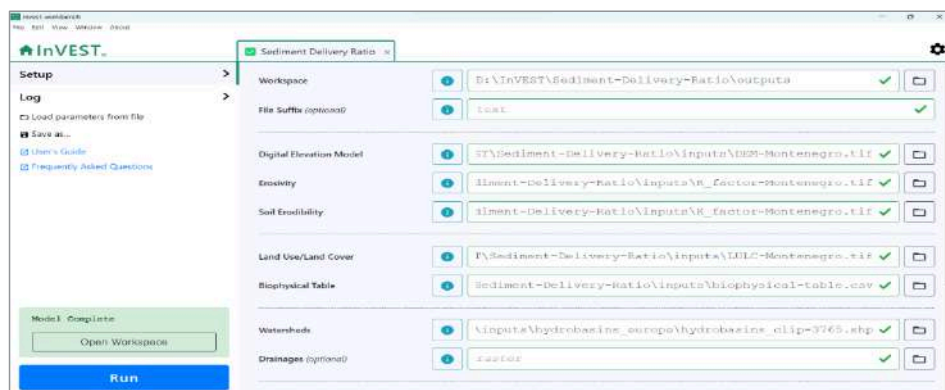 InVEST Workbench
File Edit View Window About
InVEST™
Sediment Delivery Ratio ×
Setup >
Log >
Load parameters from file
Save as...
User's Guide
Frequently Asked Questions
Model Complete
Open Workspace
Run
Workspace D:\InVEST\Sediment-Delivery-Ratio\outputs
File Suffix (optional) test
Digital Elevation Model ST\Sediment-Delivery-Ratio\inputs\DEM-Montenegro.tif
Erosivity diment-Delivery-Ratio\inputs\R_factor-Montenegro.tif
Soil Erodibility diment-Delivery-Ratio\inputs\K_factor-Montenegro.tif
Land Use/Land Cover T\Sediment-Delivery-Ratio\inputs\LULC-Montenegro.tif
Biophysical Table Sediment-Delivery-Ratio\inputs\biophysical-table.csv
Watersheds \inputs\hydrobasins_europe\hydrobasins_clip-3765.shp
Drainages (optional) raster